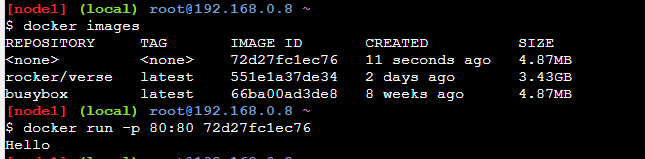 [node1] (local) root@192.168.0.8 ~
$ docker images
REPOSITORY TAG IMAGE ID CREATED SIZE
<none> <none> 72d27fc1ec76 11 seconds ago 4.87MB
rocker/verse latest 551e1a37de34 2 days ago 3.43GB
busybox latest 66ba00ad3de8 8 weeks ago 4.87MB
[node1] (local) root@192.168.0.8 ~
$ docker run -p 80:80 72d27fc1ec76
Hello